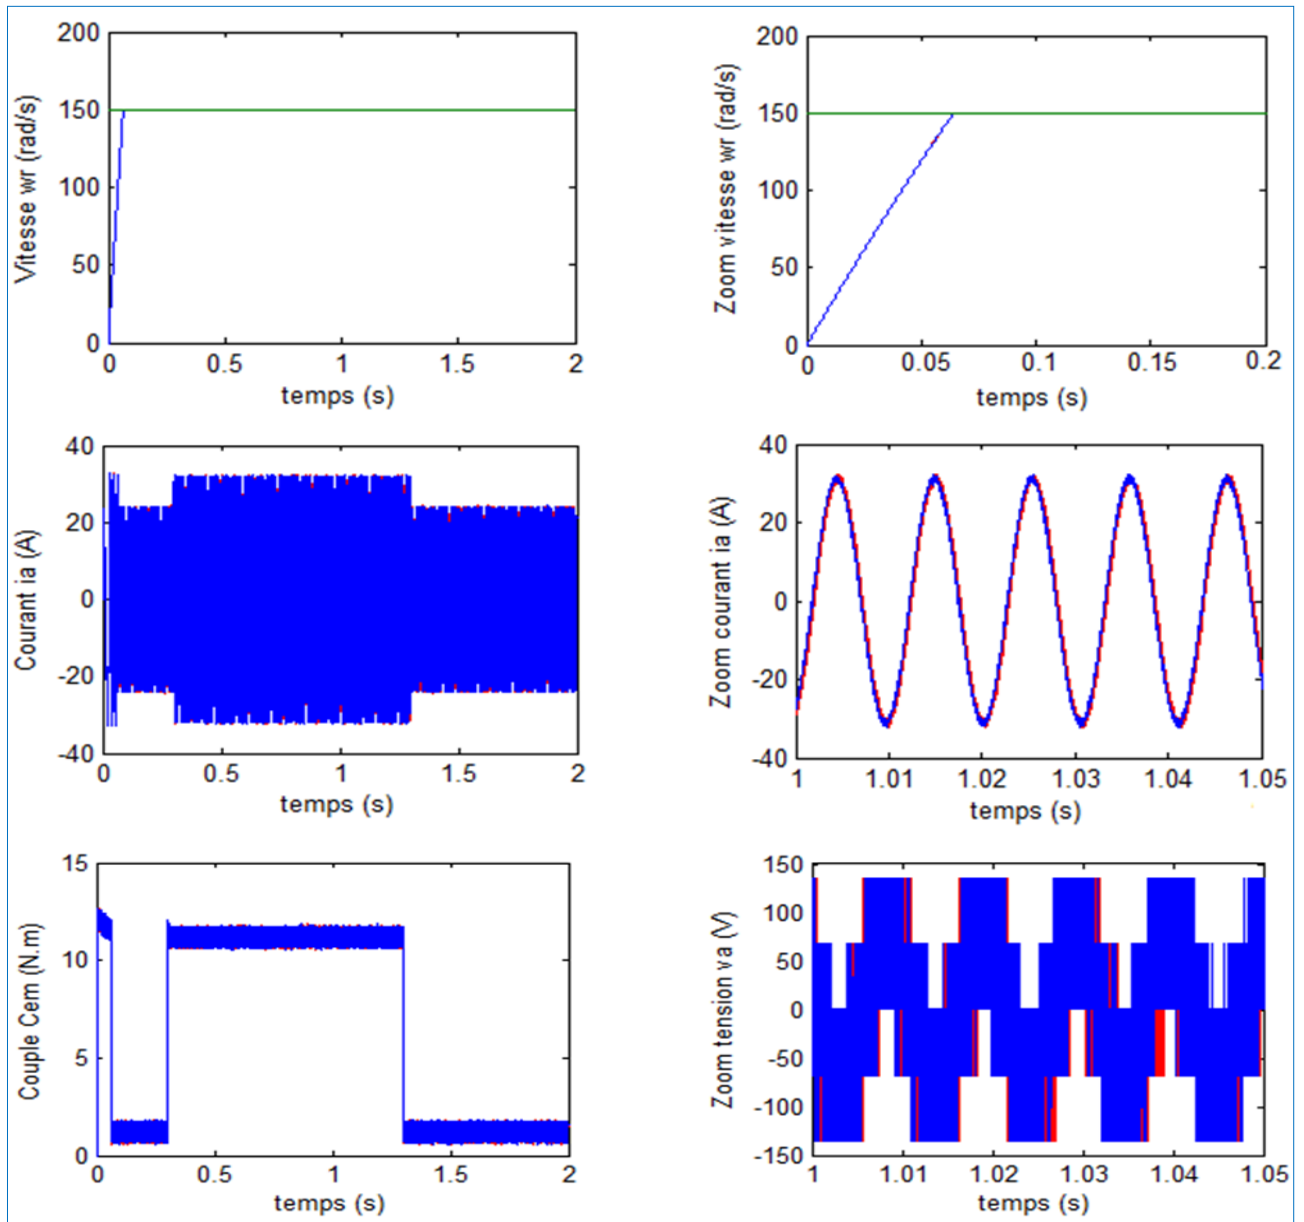 Vitesse wr (rad/s)
200
150
100
50
0
0 0.5 1 1.5 2
temps (s)
Zoom vitesse wr (rad/s)
200
150
100
50
0
0 0.05 0.1 0.15 0.2
temps (s)
Courant ia (A)
40
20
0
-20
-40
0 0.5 1 1.5 2
temps (s)
Zoom courant ia (A)
40
20
0
-20
-40
1 1.01 1.02 1.03 1.04 1.05
temps (s)
Couple Cem (N.m)
15
10
5
0
0 0.5 1 1.5 2
temps (s)
Zoom tension va (V)
150
100
50
0
-50
-100
-150
1 1.01 1.02 1.03 1.04 1.05
temps (s)